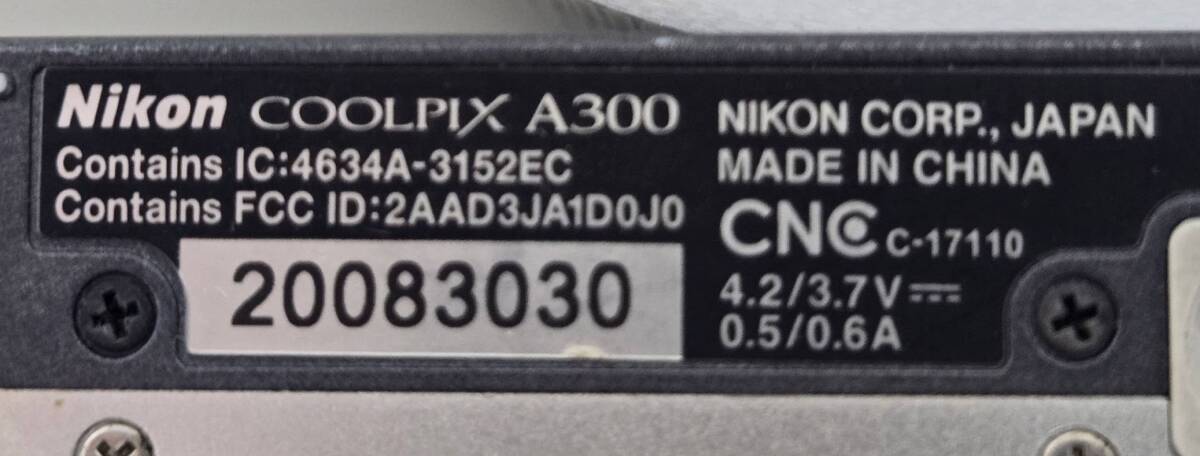 Nikon COOLPIX A300
Contains IC:4634A-3152EC
Contains FCC ID:2AAD3JA1D0J0
20083030
NIKON CORP., JAPAN
MADE IN CHINA
CNC C-17110
4.2/3.7V⎓
0.5/0.6A